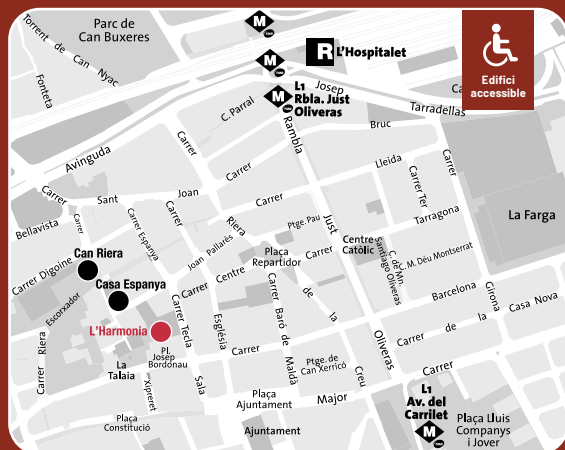 Parc de
Can Buxeres
Torrent de Can Nyac
Fonteta
M
M
M
R L'Hospitalet
L1
Rbla. Just
Oliveras
Edifici
accessible
Josep
Tarradellas
C. Parral
Rambla
Bruc
Avinguda
Carrer
Carrer
Lleida
Carrer
Carrer Ter
Carrer
Sant
Joan
Carrer
Carrer
Bellavista
Carrer
Carrer Espanya
Riera
Joan Pallarès
Ptge. Pau
Just
Tarragona
La Farga
Can Riera
Carrer Digoine
Plaça
Repartidor
Carrer
Centre
Catòlic
C. de Mn.
Santiago Oliveras
C. M. Déu Montserrat
Casa Espanya
Escorxador
Carrer Centre
de
la
Barcelona
Girona
Casa Nova
L'Harmonia
Carrer Tecla
Església
Carrer Baró de Maldà
Carrer de la
Carrer Riera
La
Talaia
Pl.
Josep
Bordonau
Carrer
Oliveras
Carrer
Ptge. de
Can Xerricó
Xipreret
Sala
Creu
Plaça
Ajuntament
Major
L1
Av. del
Carrilet
M
Plaça
Constitució
Ajuntament
Plaça Lluis
Companys
i Jover